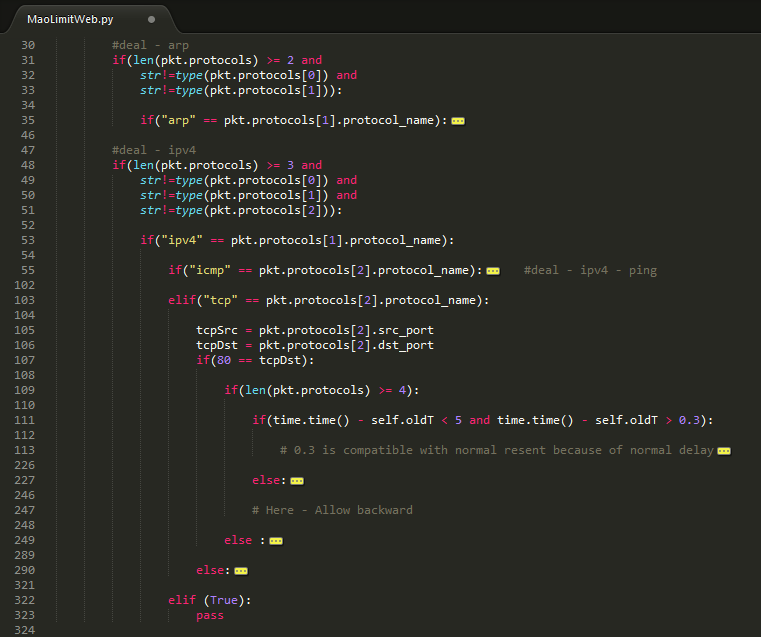 MaoLimitWeb.py
30 #deal - arp
31 if(len(pkt.protocols) >= 2 and
32 str!=type(pkt.protocols[0]) and
33 str!=type(pkt.protocols[1])):
34
35 if("arp" == pkt.protocols[1].protocol_name):
46
47 #deal - ipv4
48 if(len(pkt.protocols) >= 3 and
49 str!=type(pkt.protocols[0]) and
50 str!=type(pkt.protocols[1]) and
51 str!=type(pkt.protocols[2])):
52
53 if("ipv4" == pkt.protocols[1].protocol_name):
54
55 if("icmp" == pkt.protocols[2].protocol_name): #deal - ipv4 - ping
102
103 elif("tcp" == pkt.protocols[2].protocol_name):
104
105 tcpSrc = pkt.protocols[2].src_port
106 tcpDst = pkt.protocols[2].dst_port
107 if(80 == tcpDst):
108
109 if(len(pkt.protocols) >= 4):
110
111 if(time.time() - self.oldT < 5 and time.time() - self.oldT > 0.3):
112
113 # 0.3 is compatible with normal resent because of normal delay
226
227 else:
246
247 # Here - Allow backward
248
249 else :
289
290 else:
321
322 elif (True):
323 pass
324